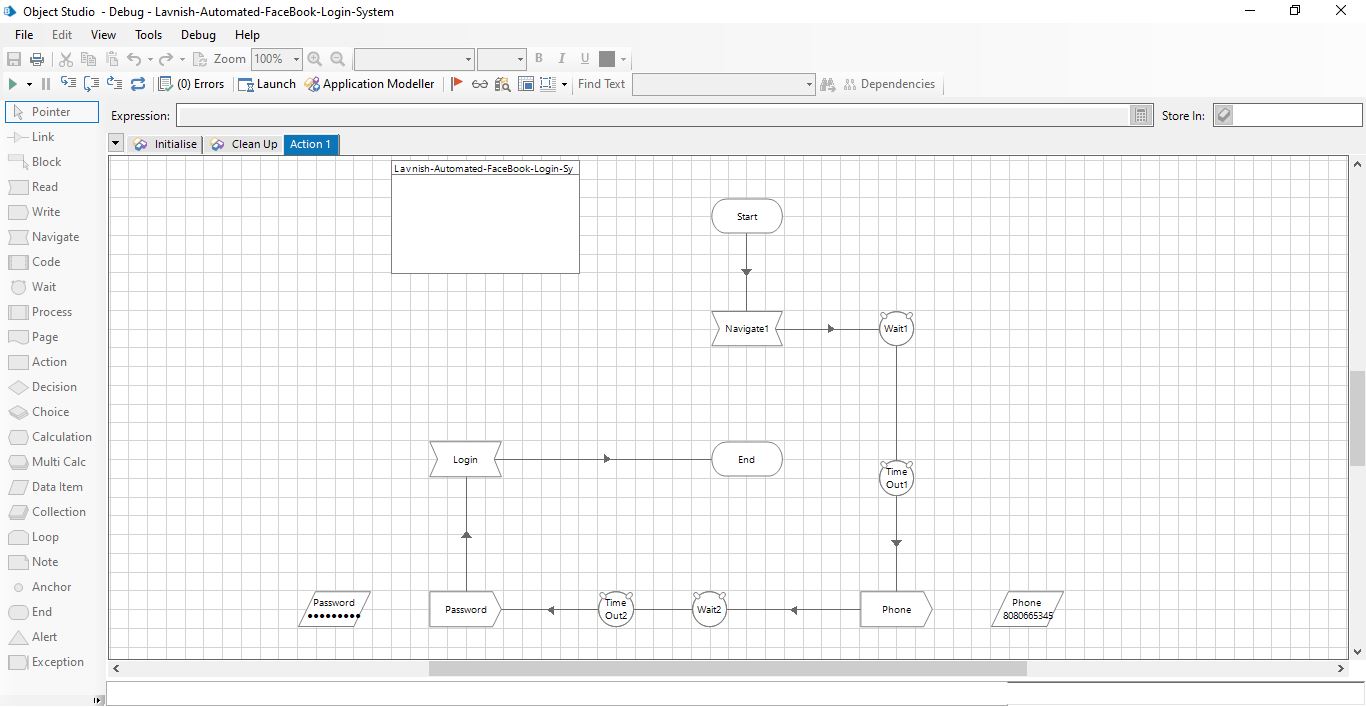 Object Studio - Debug - Lavnish-Automated-FaceBook-Login-System
File Edit View Tools Debug Help
Zoom 100% B I U
(0) Errors Launch Application Modeller Find Text Dependencies
Pointer
Link
Block
Read
Write
Navigate
Code
Wait
Process
Page
Action
Decision
Choice
Calculation
Multi Calc
Data Item
Collection
Loop
Note
Anchor
End
Alert
Exception
Expression: Store In:
Initialise Clean Up Action 1
Lavnish-Automated-FaceBook-Login-Sy
Start
Navigate1 Wait1
Login End
Time
Out1
Password
•••••••••
Password
Time
Out2
Wait2
Phone
Phone
8080665345